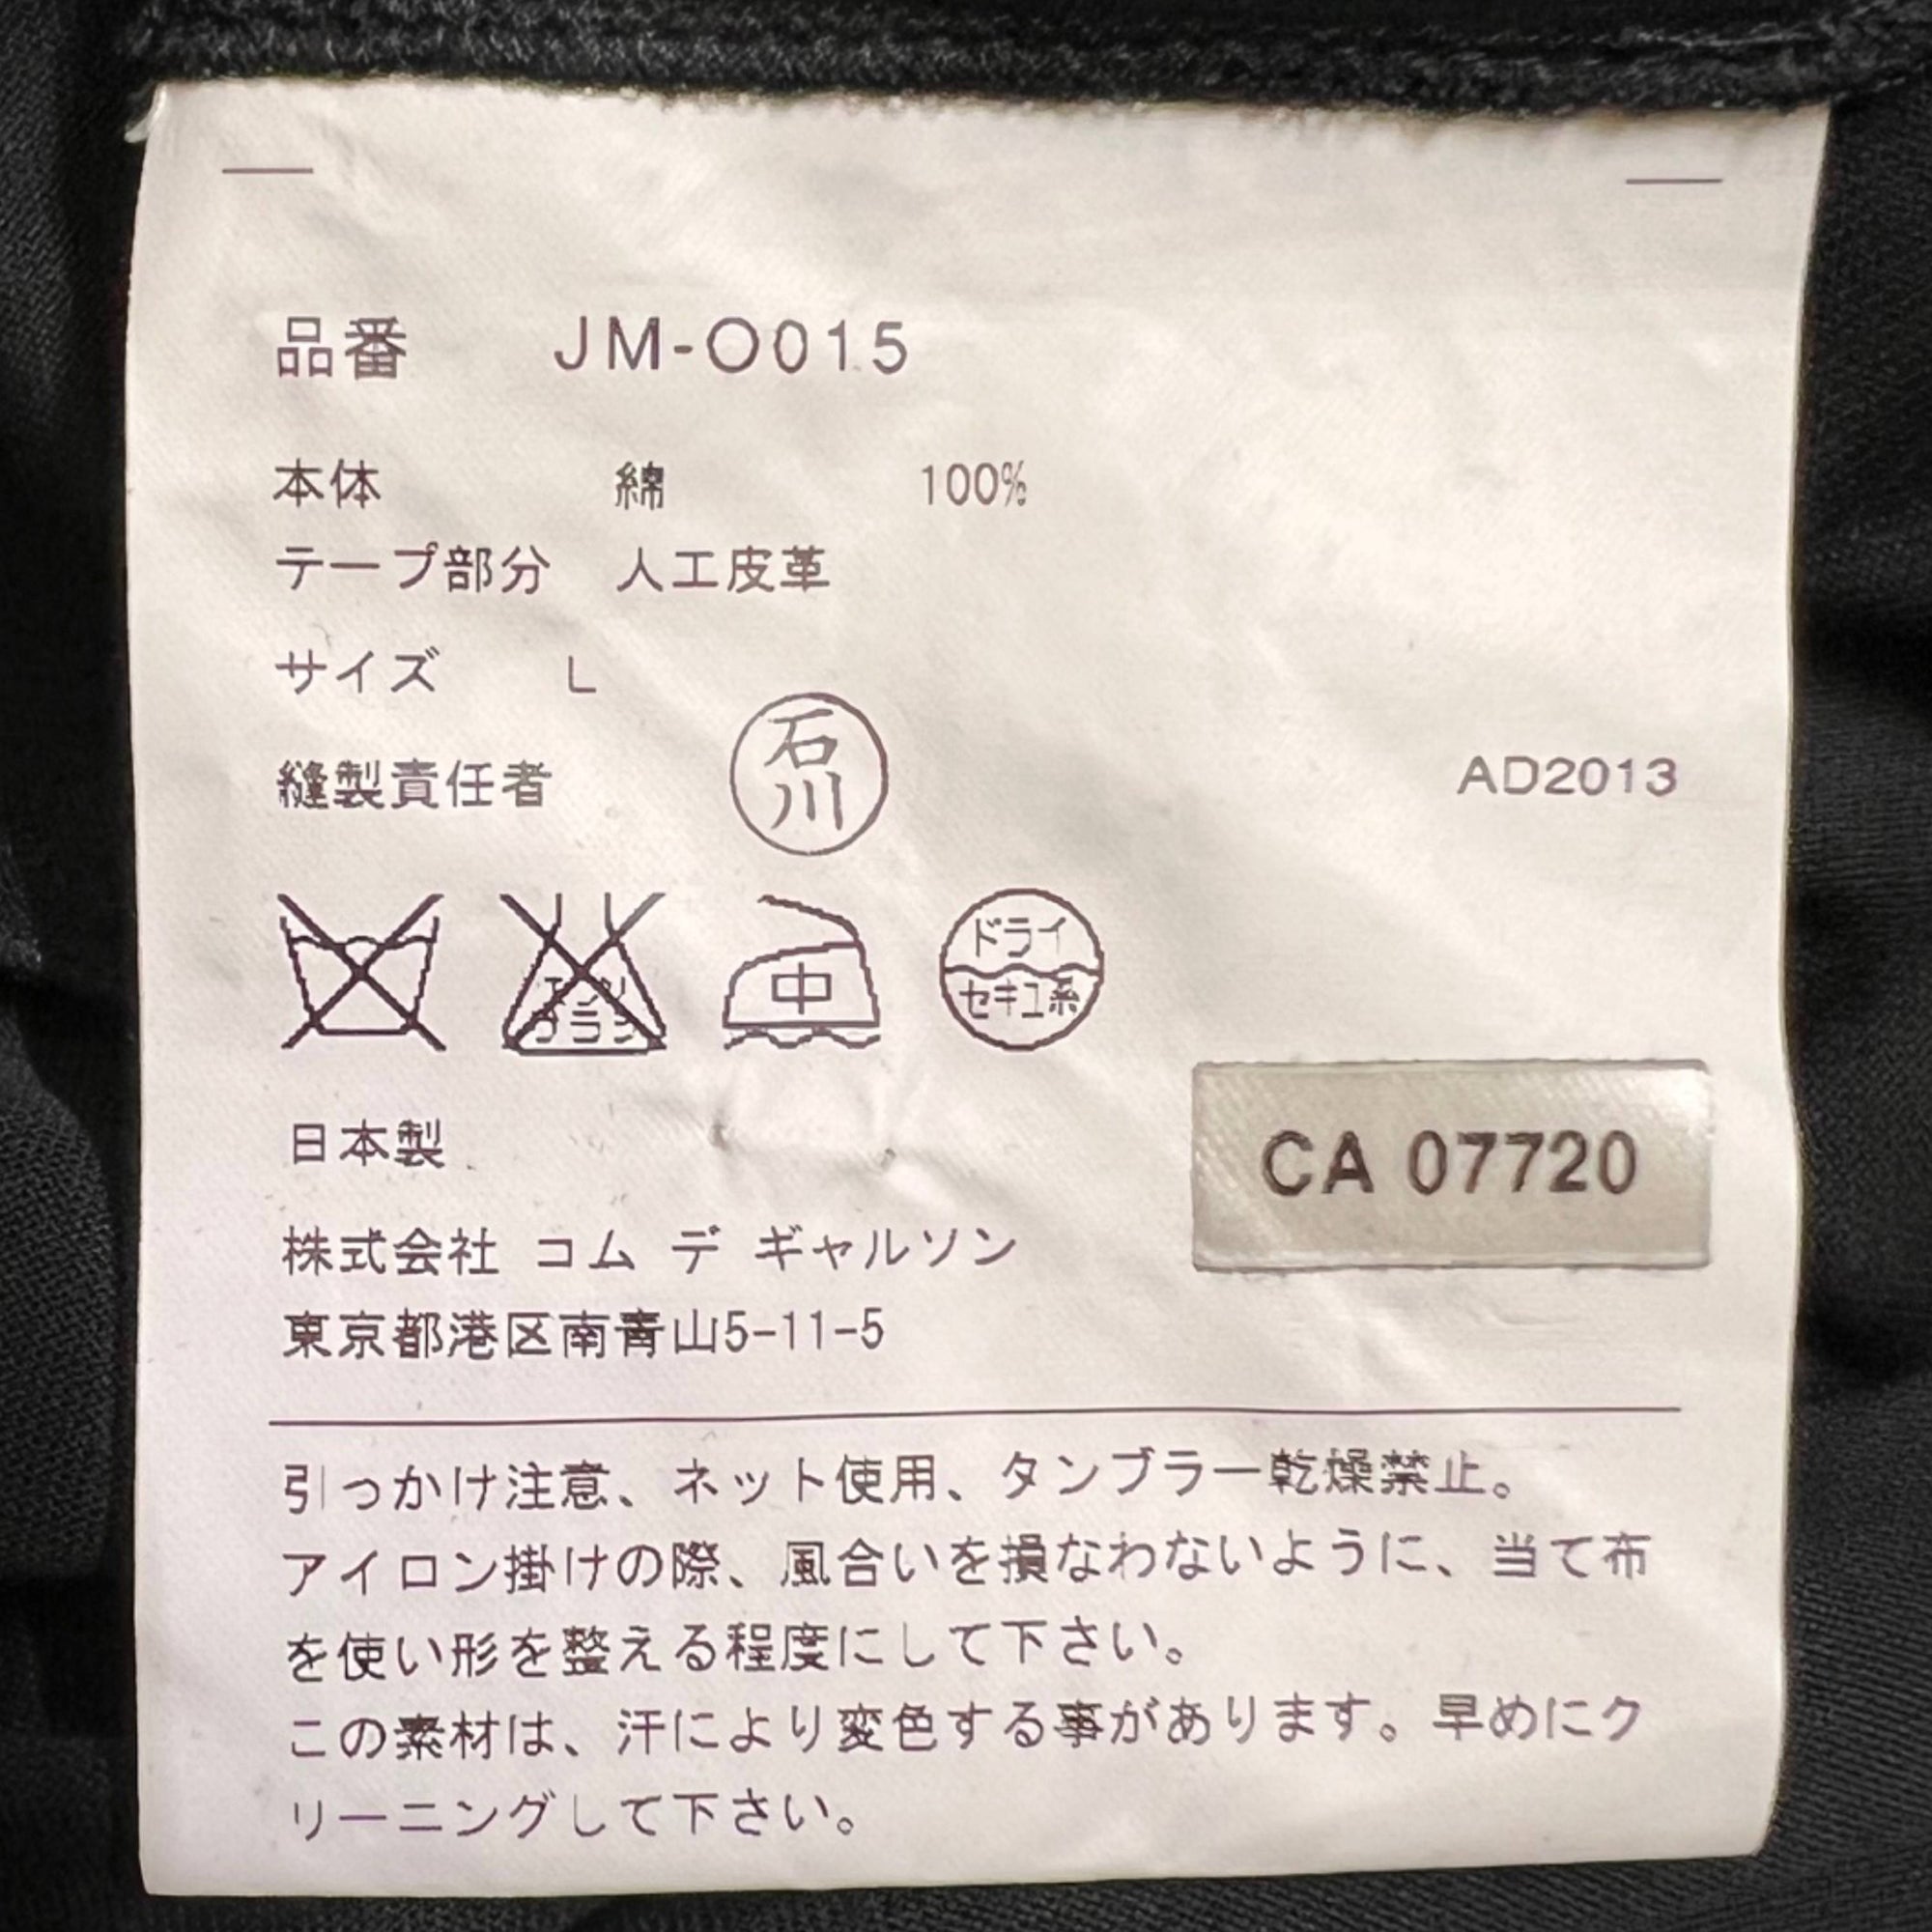 品番 JM-O015
本体 綿 100%
テープ部分 人工皮革
サイズ L
縫製責任者 石川 AD2013
エンソ 中 ドライ
サラシ セキユ系
日本製 CA 07720
株式会社 コム デ ギャルソン
東京都港区南青山5-11-5
引っかけ注意、ネット使用、タンブラー乾燥禁止。
アイロン掛けの際、風合いを損なわないように、当て布
を使い形を整える程度にして下さい。
この素材は、汗により変色する事があります。早めにク
リーニングして下さい。